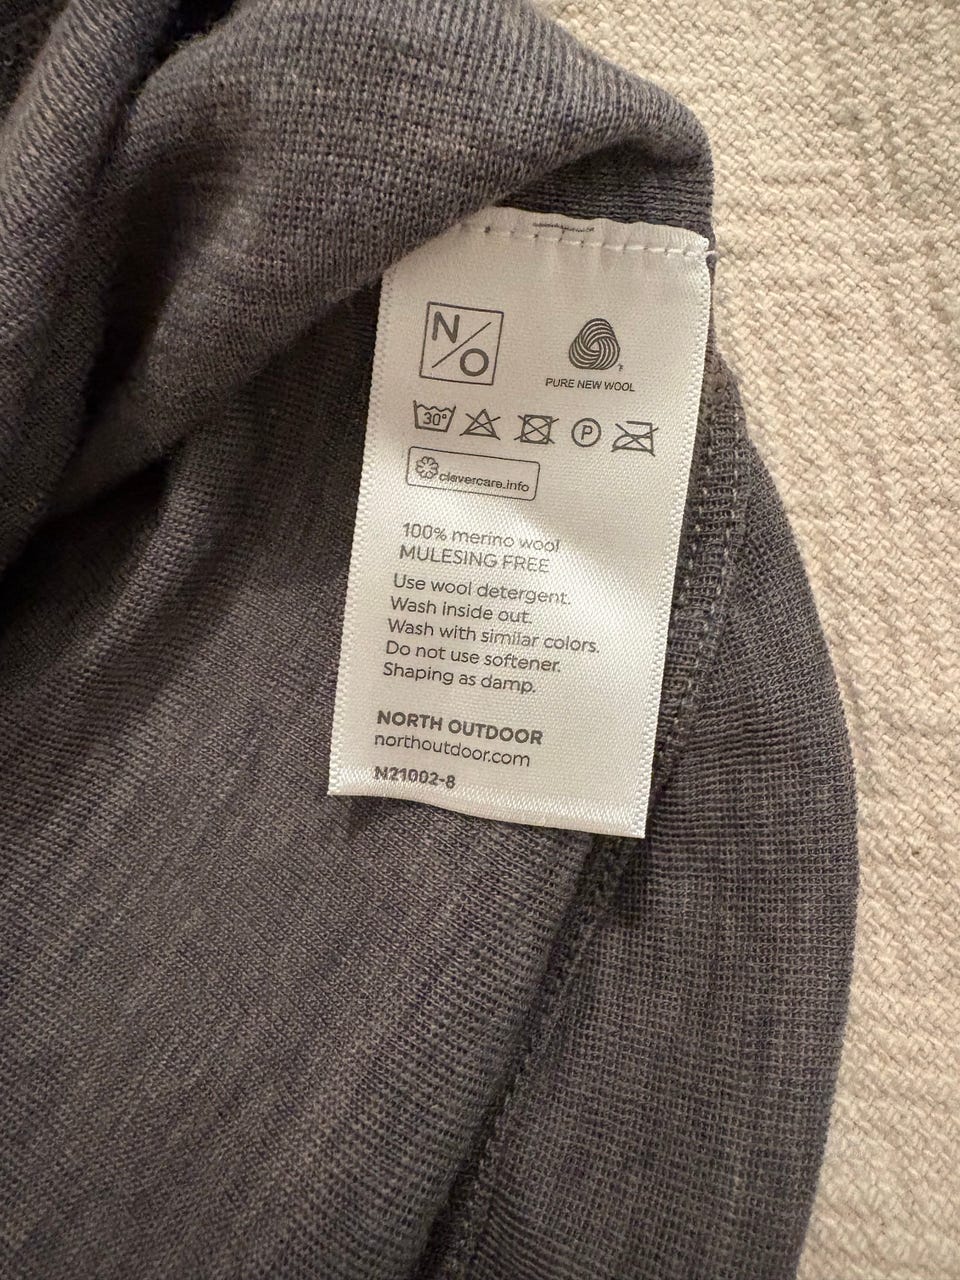 N/O
PURE NEW WOOL
30° P
clevercare.info
100% merino wool
MULESING FREE
Use wool detergent.
Wash inside out.
Wash with similar colors.
Do not use softener.
Shaping as damp.
NORTH OUTDOOR
northoutdoor.com
N21002-8